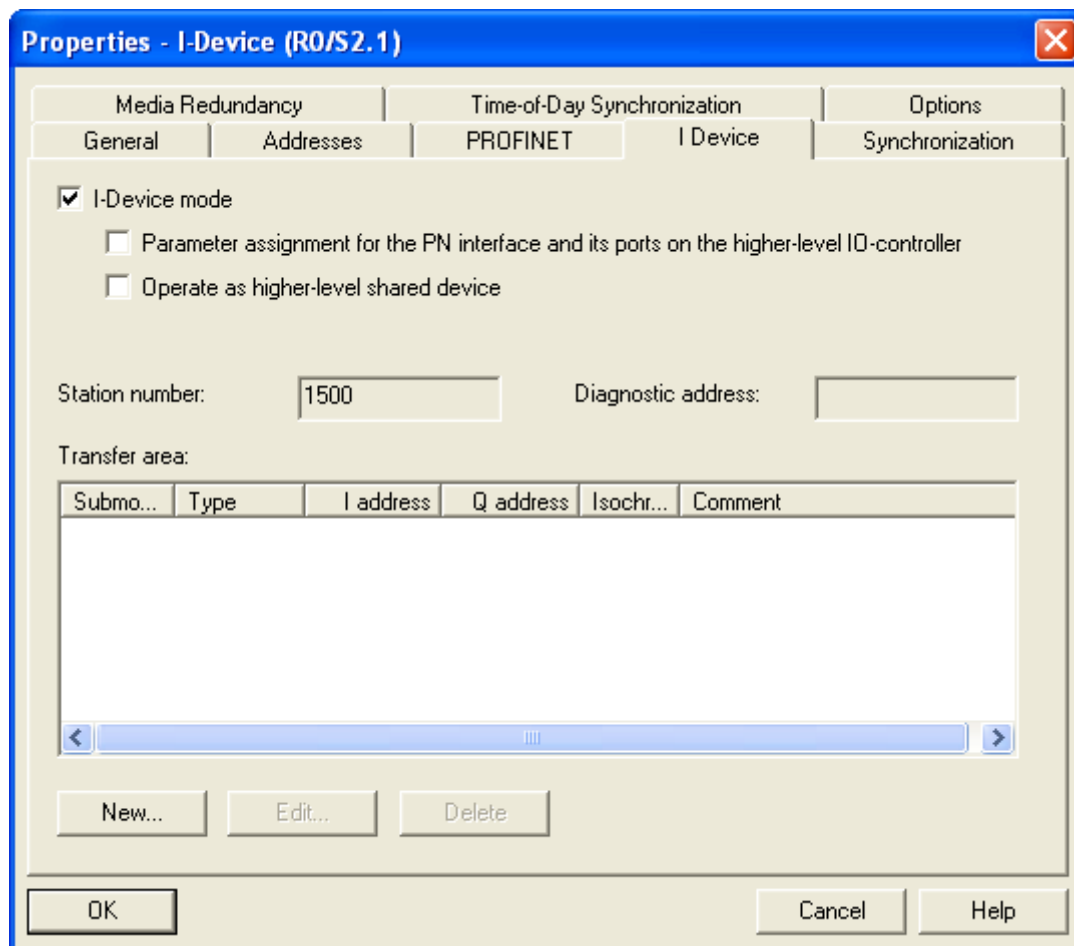 Properties - I-Device (R0/S2.1)
Media Redundancy Time-of-Day Synchronization Options
General Addresses PROFINET I Device Synchronization
I-Device mode
Parameter assignment for the PN interface and its ports on the higher-level IO-controller
Operate as higher-level shared device
Station number: 1500 Diagnostic address:
Transfer area:
Submo... Type I address Q address Isochr... Comment
New... Edit... Delete
OK Cancel Help